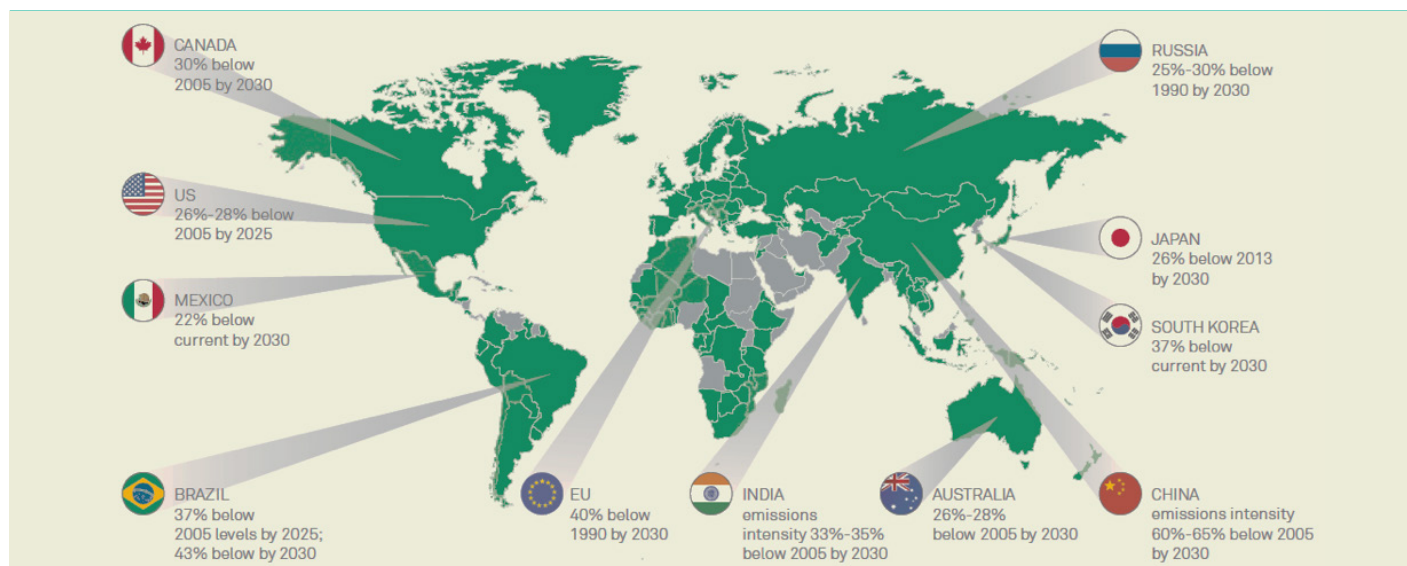 CANADA
30% below
2005 by 2030
US
26%-28% below
2005 by 2025
MEXICO
22% below
current by 2030
BRAZIL
37% below
2005 levels by 2025;
43% below by 2030
EU
40% below
1990 by 2030
INDIA
emissions
intensity 33%-35%
below 2005 by 2030
AUSTRALIA
26%-28%
below 2005 by 2030
CHINA
emissions intensity
60%-65% below 2005
by 2030
RUSSIA
25%-30% below
1990 by 2030
JAPAN
26% below 2013
by 2030
SOUTH KOREA
37% below
current by 2030